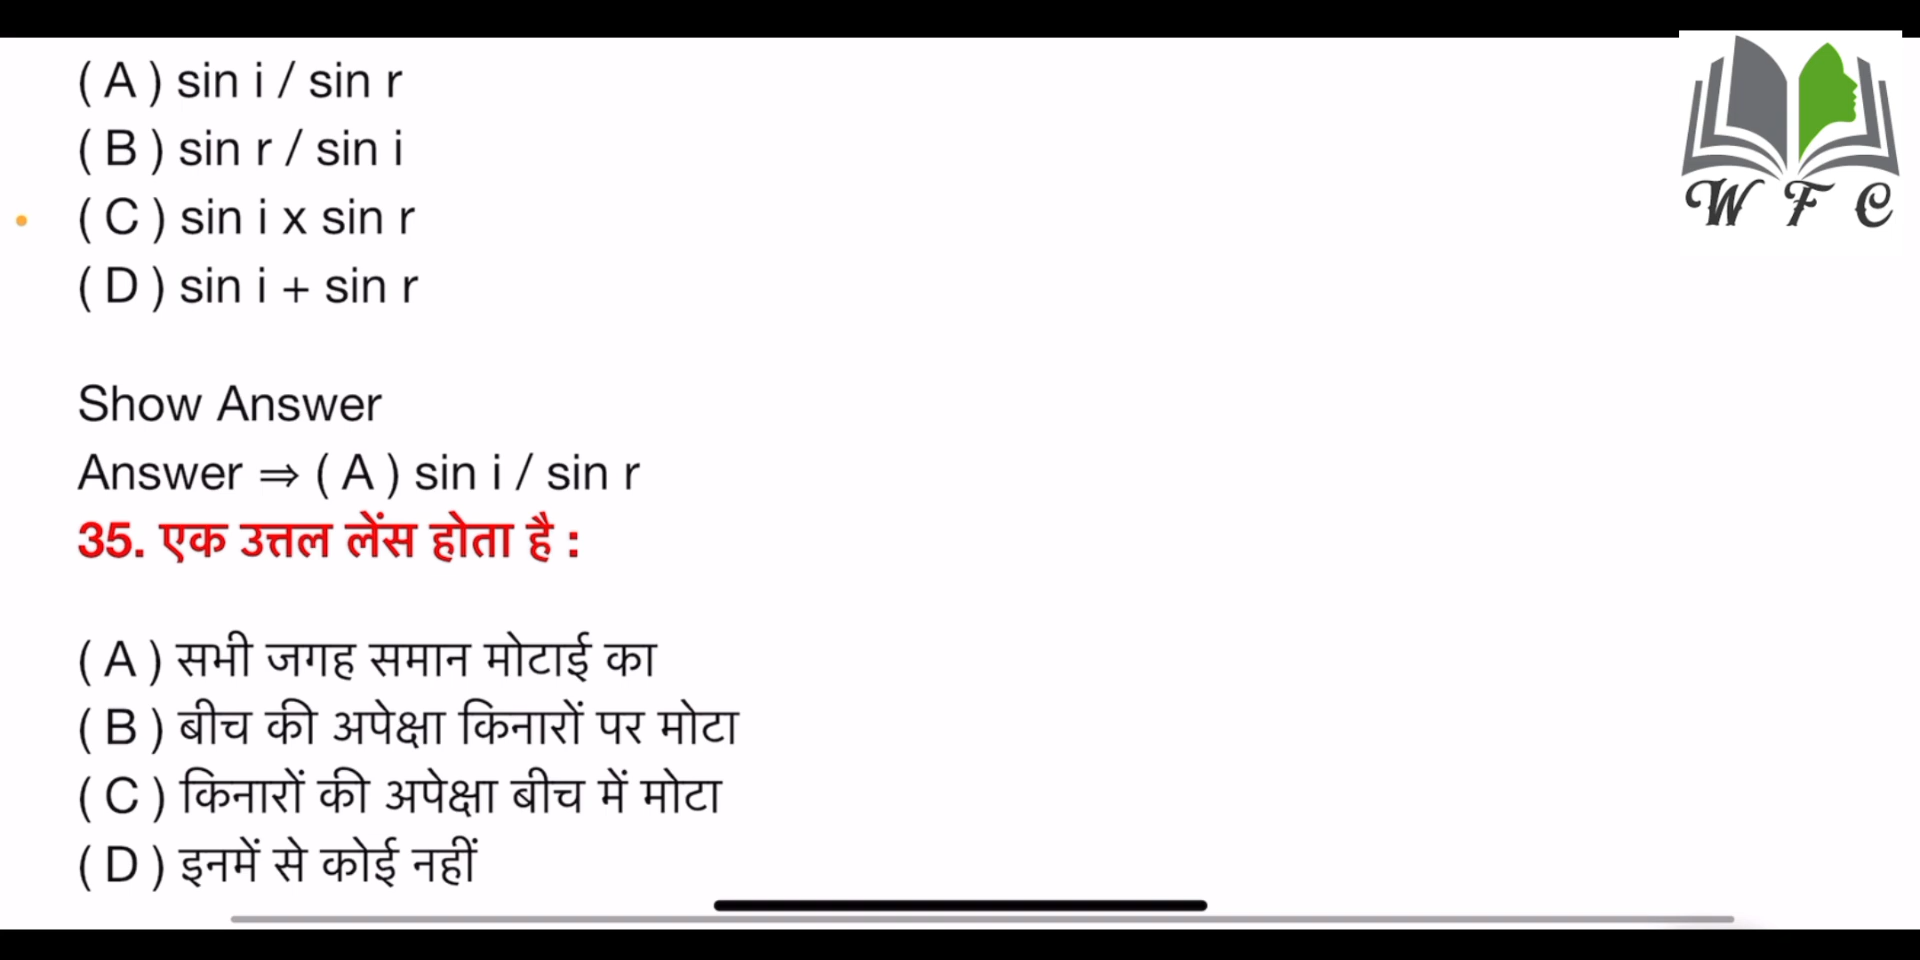 ( A ) sin i / sin r
( B ) sin r / sin i
( C ) sin i x sin r
( D ) sin i + sin r
W F C
Show Answer
Answer ⇒ ( A ) sin i / sin r
35. एक उत्तल लेंस होता है :
( A ) सभी जगह समान मोटाई का
( B ) बीच की अपेक्षा किनारों पर मोटा
( C ) किनारों की अपेक्षा बीच में मोटा
( D ) इनमें से कोई नहीं